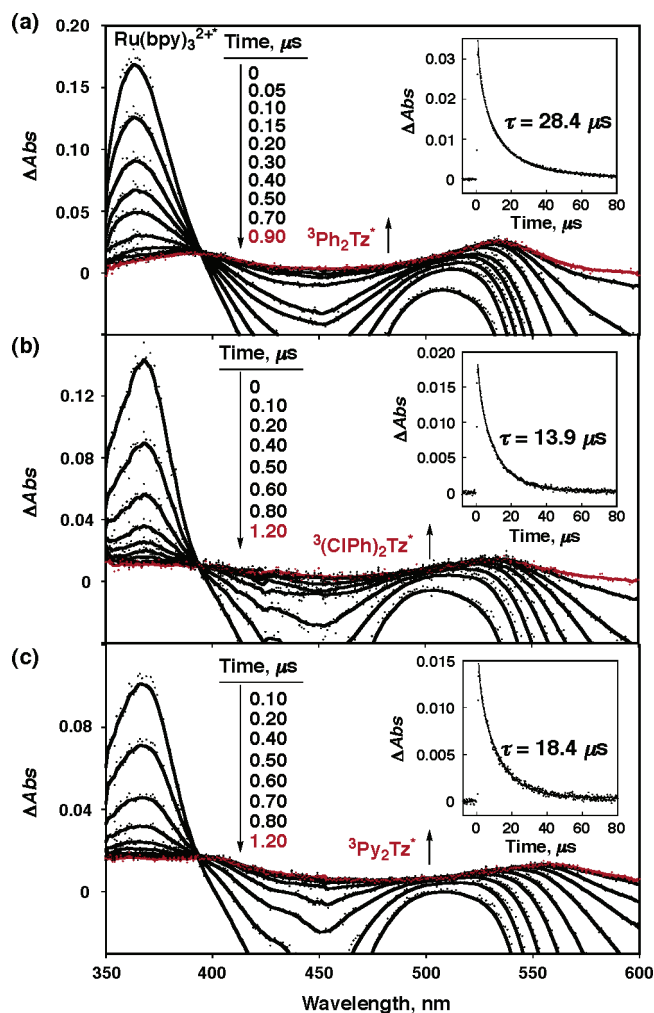 (a)
Ru(bpy)₃²⁺*
Time, μs
0
0.05
0.10
0.15
0.20
0.30
0.40
0.50
0.70
0.90
³Ph₂Tz*
ΔAbs
0.20
0.15
0.10
0.05
0
ΔAbs
0.03
0.02
0.01
0
τ = 28.4 μs
0 20 40 60 80
Time, μs
(b)
Time, μs
0
0.10
0.20
0.40
0.50
0.60
0.80
1.20
³(ClPh)₂Tz*
ΔAbs
0.12
0.08
0.04
0
ΔAbs
0.020
0.015
0.010
0.005
0.000
τ = 13.9 μs
0 20 40 60 80
Time, μs
(c)
Time, μs
0.10
0.20
0.40
0.50
0.60
0.70
0.80
1.20
³Py₂Tz*
ΔAbs
0.08
0.04
0
ΔAbs
0.015
0.010
0.005
0.000
τ = 18.4 μs
0 20 40 60 80
Time, μs
350 400 450 500 550 600
Wavelength, nm